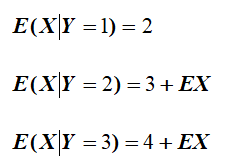 E(X|Y = 1) = 2
E(X|Y = 2) = 3 + EX
E(X|Y = 3) = 4 + EX